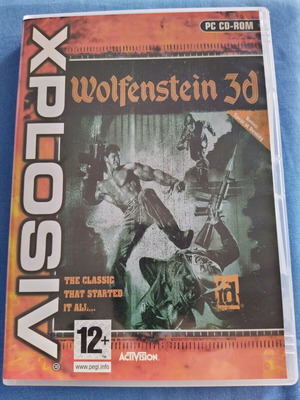 PC CD-ROM
XPLOSIV
Wolfenstein 3d
THE CLASSIC
THAT STARTED
IT ALL...
id
12+
www.pegi.info
ACTIVISION